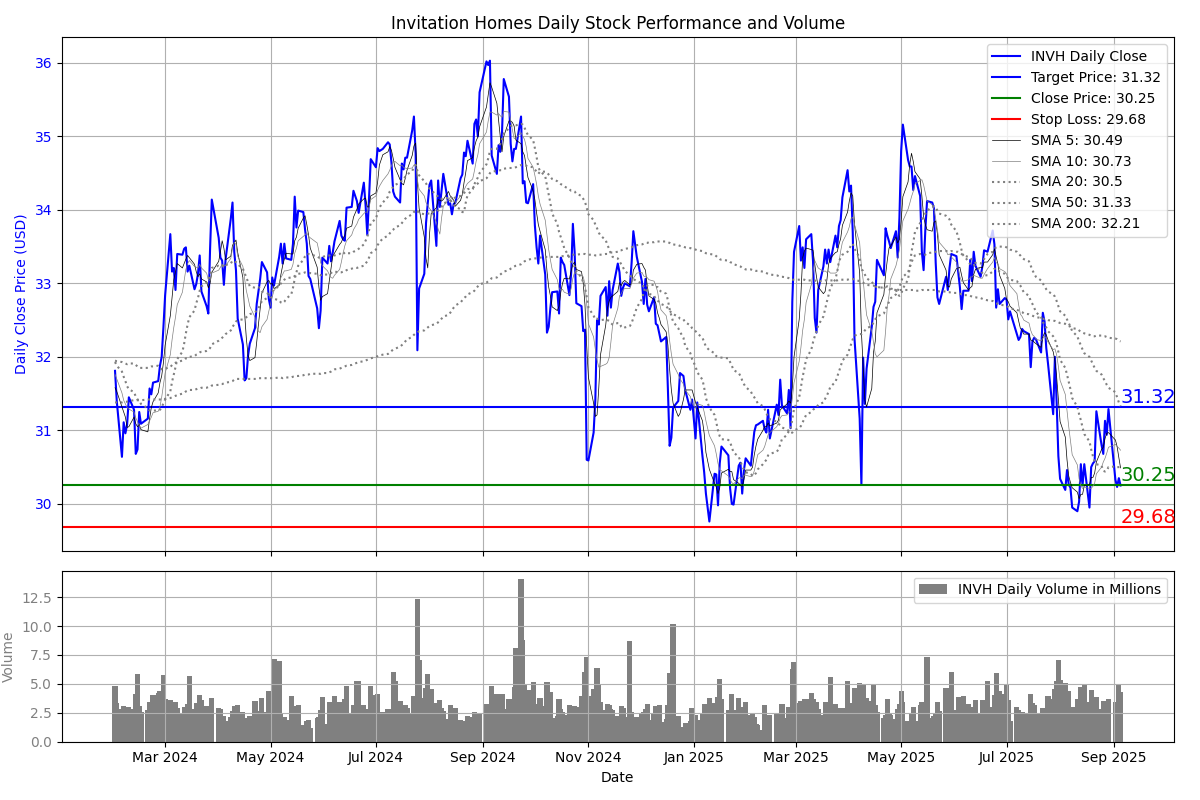 Invitation Homes Daily Stock Performance and Volume
Daily Close Price (USD)
36
35
34
33
32
31
30
INVH Daily Close
Target Price: 31.32
Close Price: 30.25
Stop Loss: 29.68
SMA 5: 30.49
SMA 10: 30.73
SMA 20: 30.5
SMA 50: 31.33
SMA 200: 32.21
31.32
30.25
29.68
Volume
12.5
10.0
7.5
5.0
2.5
0.0
INVH Daily Volume in Millions
Mar 2024
May 2024
Jul 2024
Sep 2024
Nov 2024
Jan 2025
Mar 2025
May 2025
Jul 2025
Sep 2025
Date